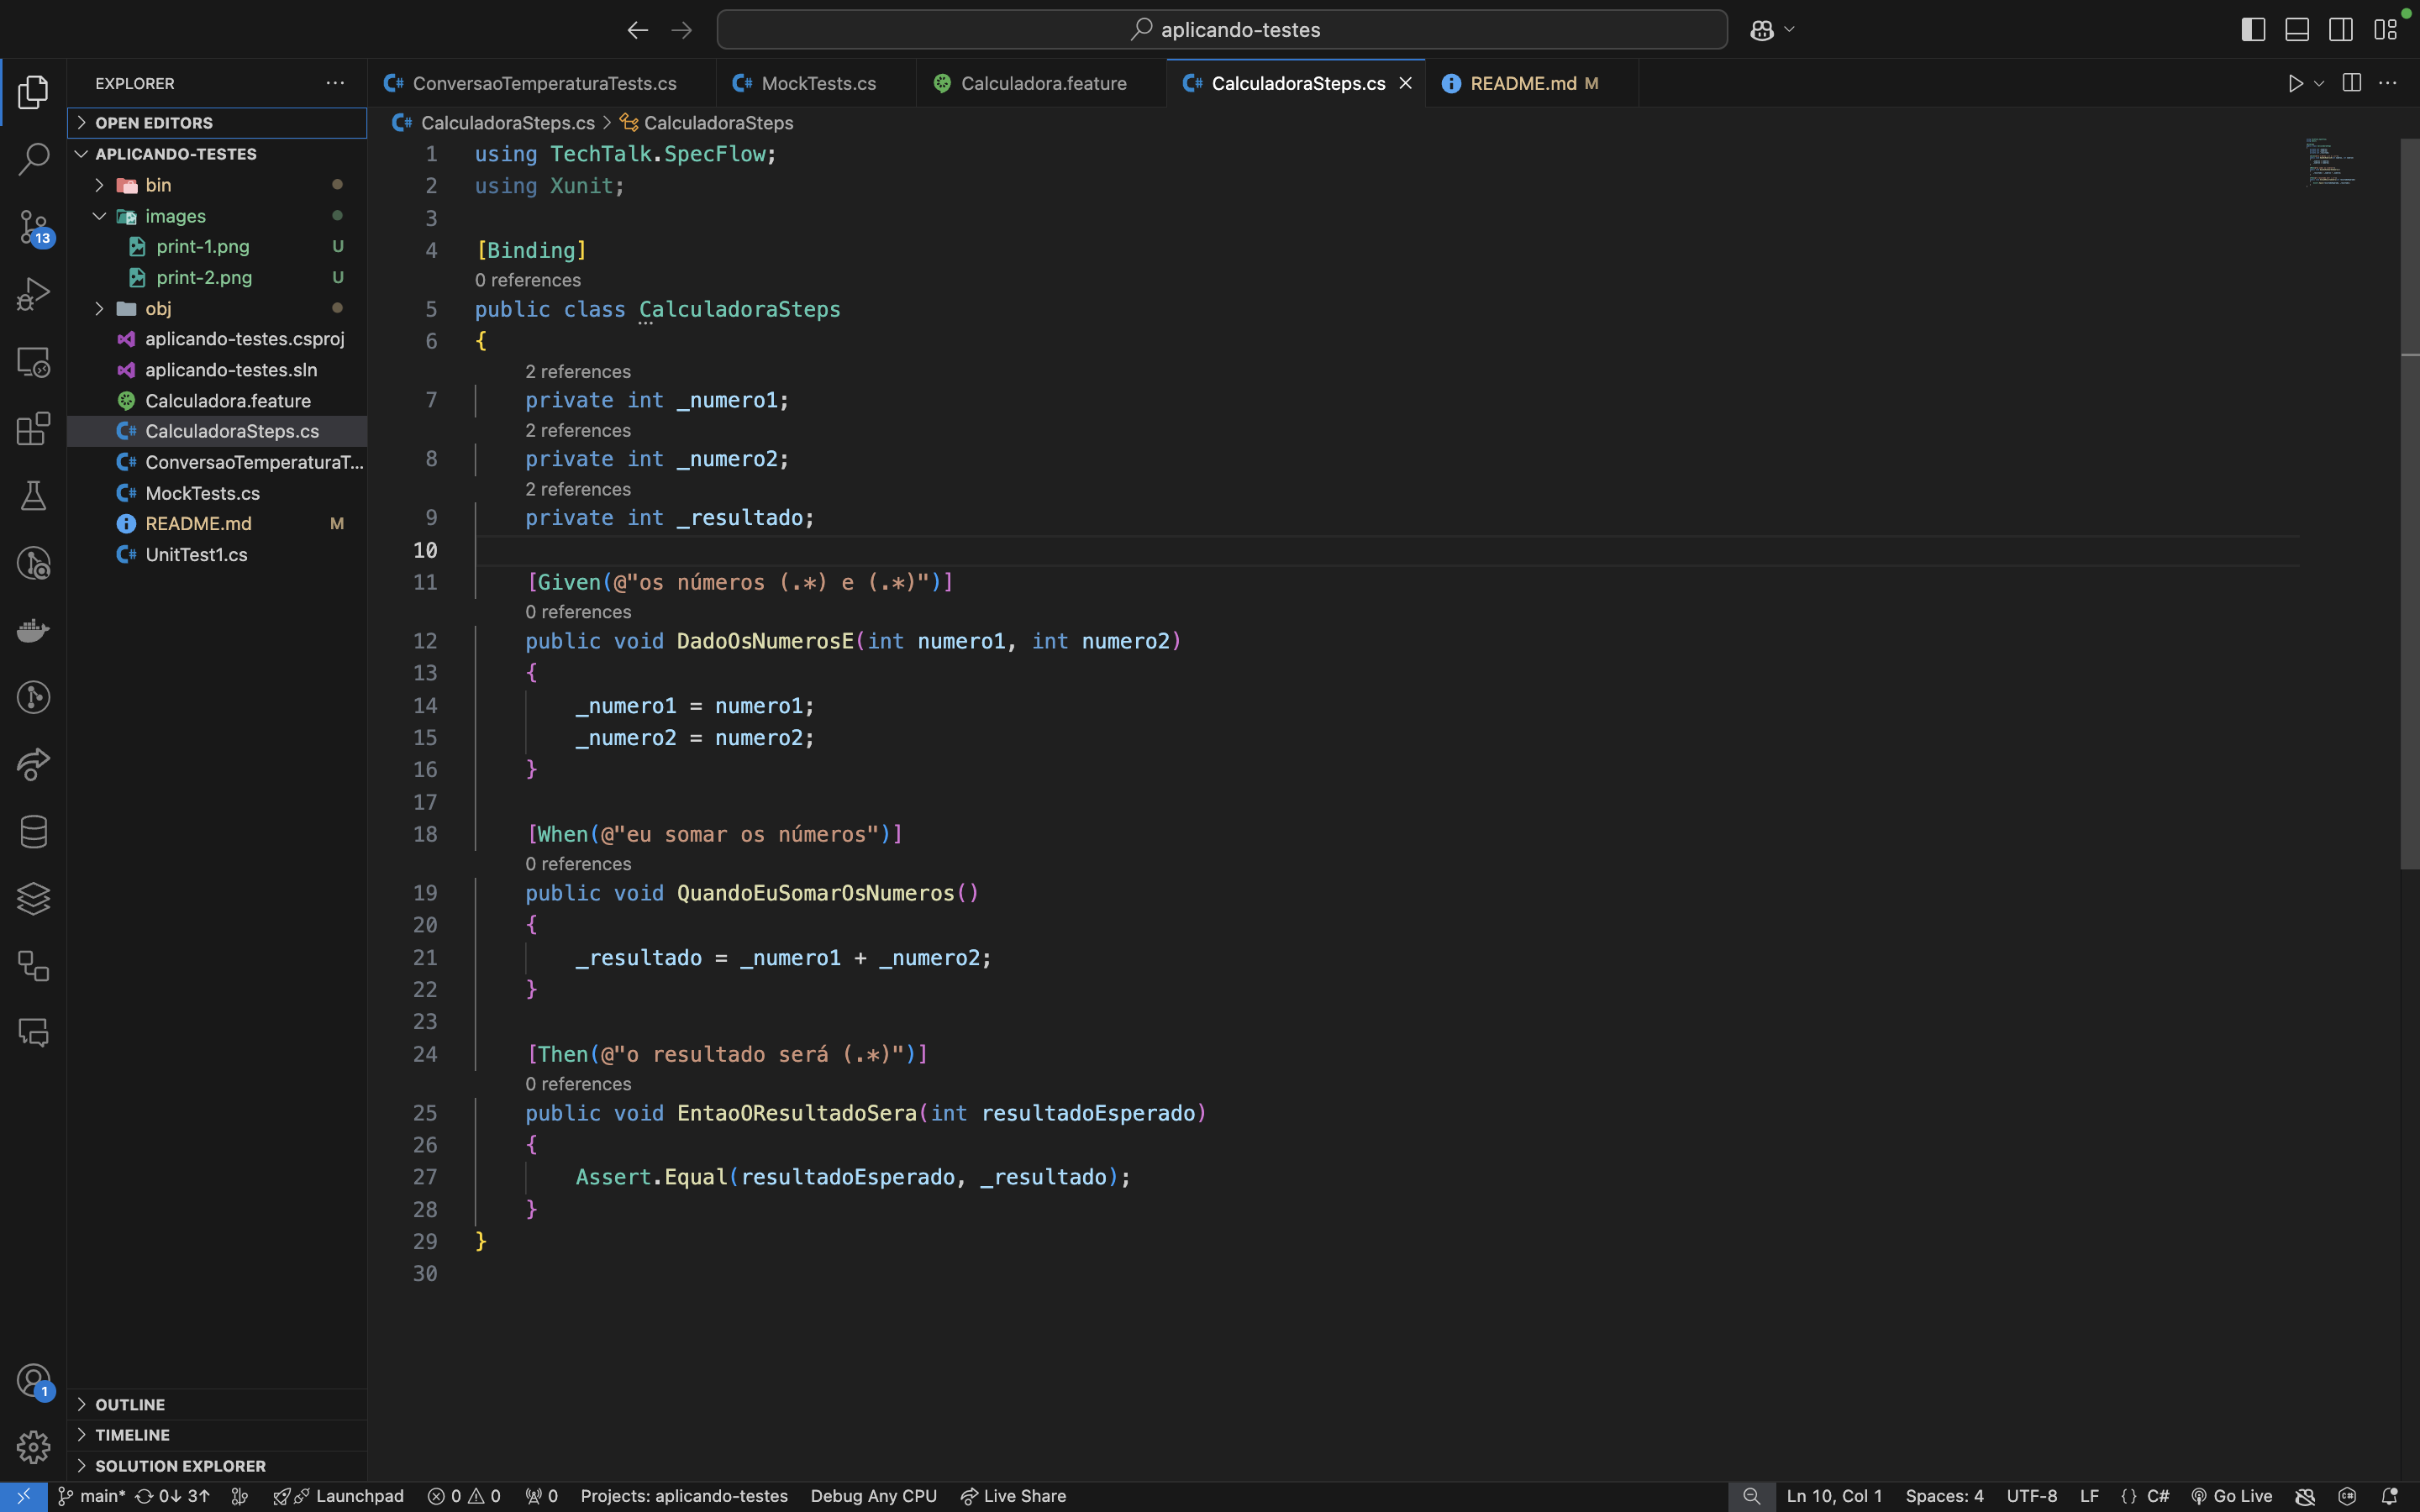 aplicando-testes
EXPLORER
OPEN EDITORS
APLICANDO-TESTES
bin
images
print-1.png U
print-2.png U
obj
aplicando-testes.csproj
aplicando-testes.sln
Calculadora.feature
CalculadoraSteps.cs
ConversaoTemperaturaT...
MockTests.cs
README.md M
UnitTest1.cs
13
1
OUTLINE
TIMELINE
SOLUTION EXPLORER
ConversaoTemperaturaTests.cs MockTests.cs Calculadora.feature CalculadoraSteps.cs README.md M
CalculadoraSteps.cs > CalculadoraSteps
1 using TechTalk.SpecFlow;
2 using Xunit;
3
4 [Binding]
0 references
5 public class CalculadoraSteps
6 {
2 references
7 private int _numero1;
2 references
8 private int _numero2;
2 references
9 private int _resultado;
10
11 [Given(@"os números (.*) e (.*)")]
0 references
12 public void DadoOsNumerosE(int numero1, int numero2)
13 {
14 _numero1 = numero1;
15 _numero2 = numero2;
16 }
17
18 [When(@"eu somar os números")]
0 references
19 public void QuandoEuSomarOsNumeros()
20 {
21 _resultado = _numero1 + _numero2;
22 }
23
24 [Then(@"o resultado será (.*)")]
0 references
25 public void EntaoOResultadoSera(int resultadoEsperado)
26 {
27 Assert.Equal(resultadoEsperado, _resultado);
28 }
29 }
30
main* 0↓ 3↑ Launchpad 0 0 0 Projects: aplicando-testes Debug Any CPU Live Share Ln 10, Col 1 Spaces: 4 UTF-8 LF {} C# Go Live